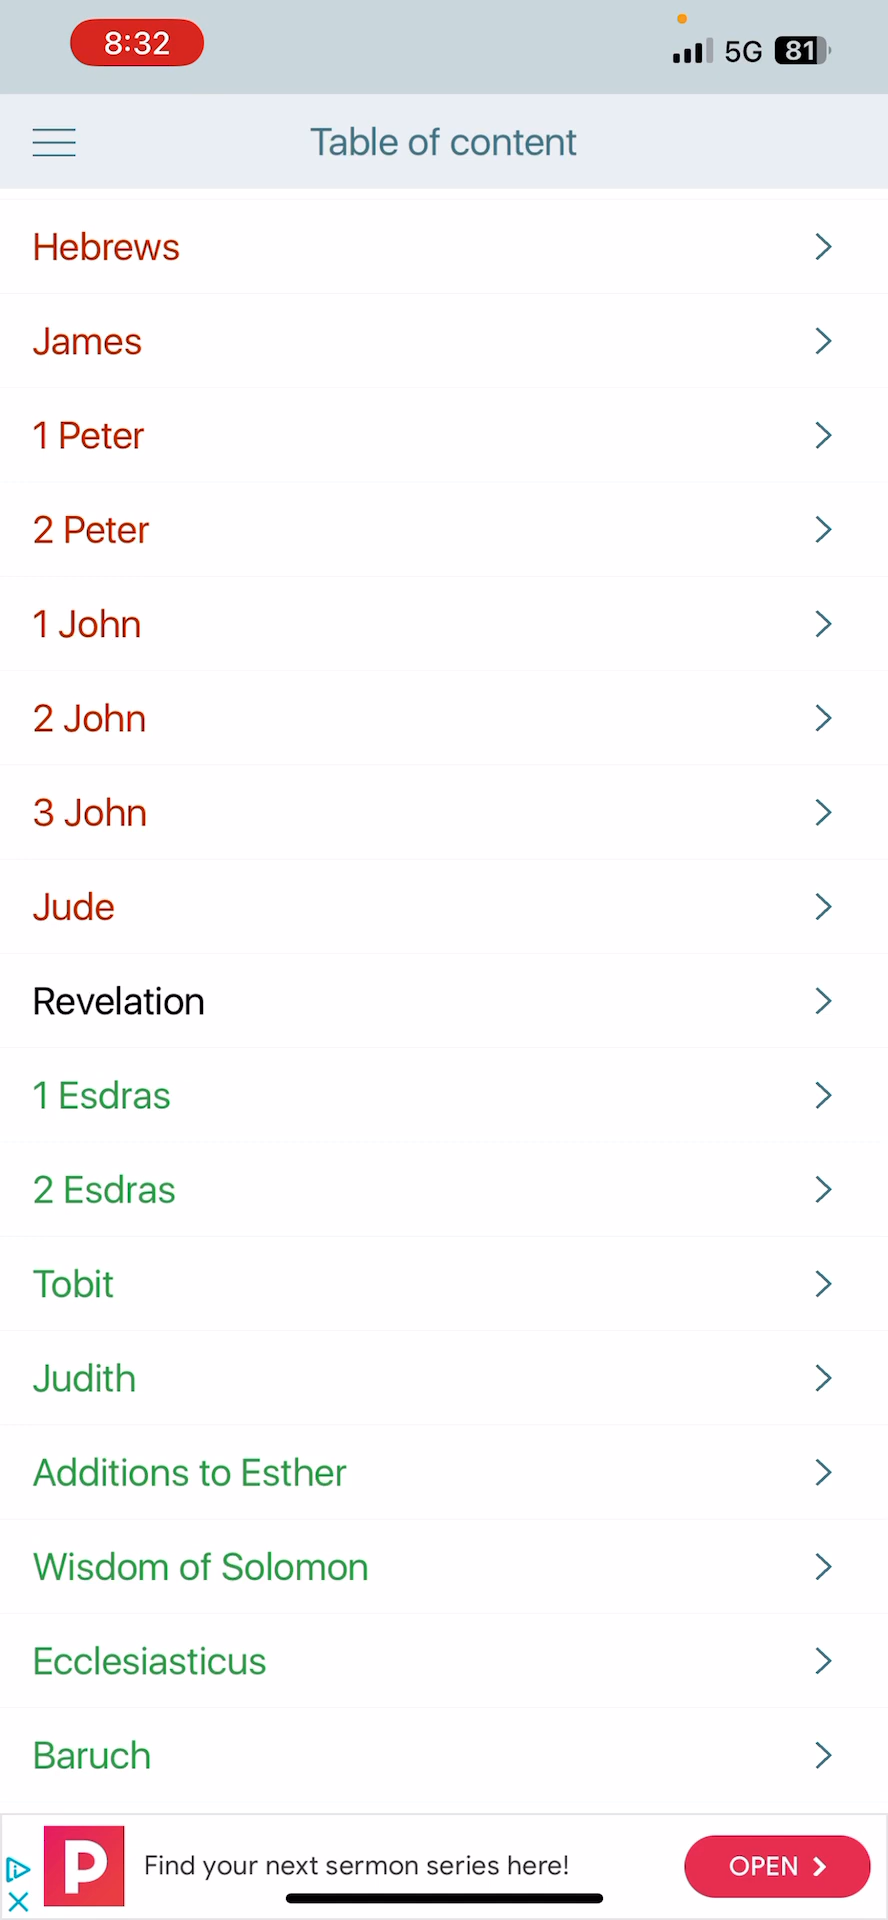 8:32
5G 81
Table of content
Hebrews
James
1 Peter
2 Peter
1 John
2 John
3 John
Jude
Revelation
1 Esdras
2 Esdras
Tobit
Judith
Additions to Esther
Wisdom of Solomon
Ecclesiasticus
Baruch
P
Find your next sermon series here!
OPEN